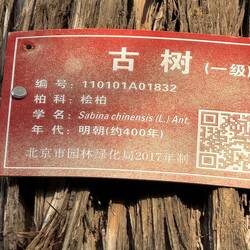 古树 (一级)
编 号：110101A01832
柏 科：桧柏
学 名：Sabina chinensis (L.) Ant.
年 代：明朝(约400年)
北京市园林绿化局2017年制